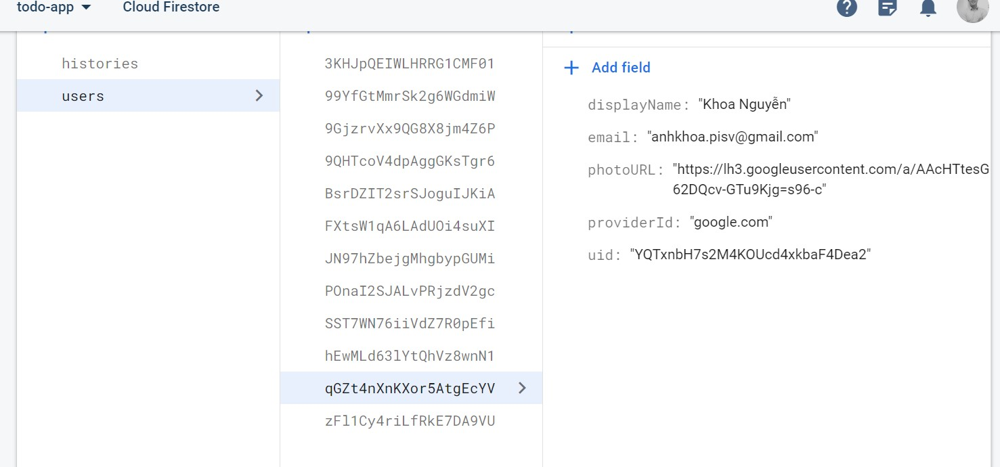 todo-app
Cloud Firestore
histories
users
3KHJpQEIWLHRRG1CMF01
99YfGtMmrSk2g6WGdmiW
9GjzrvXx9QG8X8jm4Z6P
9QHTcoV4dpAggGKsTgr6
BsrDZIT2srSJoguIJKiA
FXtsW1qA6LAdUOi4suXI
JN97hZbejgMhgbypGUMi
POnaI2SJALvPRjzdV2gc
SST7WN76iiVdZ7R0pEfi
hEwMLd63lYtQhVz8wnN1
qGZt4nXnKXor5AtgEcYV
zFl1Cy4riLfRkE7DA9VU
Add field
displayName: "Khoa Nguyễn"
email: "anhkhoa.pisv@gmail.com"
photoURL: "https://lh3.googleusercontent.com/a/AAcHTtesG
62DQcv-GTu9Kjg=s96-c"
providerId: "google.com"
uid: "YQTxnbH7s2M4KOUcd4xkbaF4Dea2"